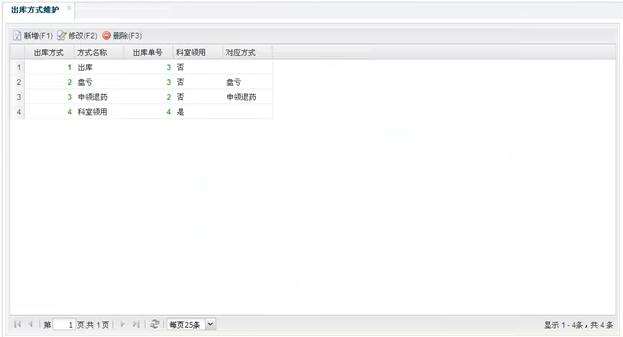 出库方式维护
新增(F1) 修改(F2) 删除(F3)
出库方式 方式名称 出库单号 科室领用 对应方式
1 1 出库 3 否
2 2 盘亏 3 否 盘亏
3 3 申领退药 2 否 申领退药
4 4 科室领用 4 是
第 1 页,共 1 页 每页25条 显示 1 - 4条，共 4 条